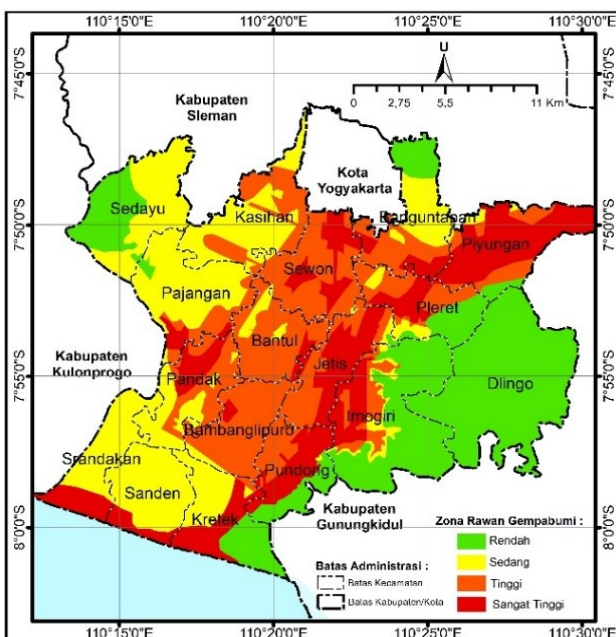 110°15'0"E 110°20'0"E 110°25'0"E 110°30'0"E
U
0 2,75 5,5 11 Km
7°45'0"S
7°45'0"S
Kabupaten
Sleman
Kota
Yogyakarta
7°50'0"S
7°50'0"S
Sedayu
Kasihan
Banguntapan
Piyungan
Sewon
Pajangan
Pleret
Kabupaten
Kulonprogo
Bantul
Jetis
7°55'0"S
7°55'0"S
Pandak
Dlingo
Imogiri
Bambanglipuro
Srandakan
Pundong
Sanden
Kretek
Kabupaten
Gunungkidul
8°0'0"S
8°0'0"S
Zona Rawan Gempabumi :
Rendah
Sedang
Tinggi
Sangat Tinggi
Batas Administrasi :
Batas Kecamatan
Batas Kabupaten/Kota
110°15'0"E 110°20'0"E 110°25'0"E 110°30'0"E